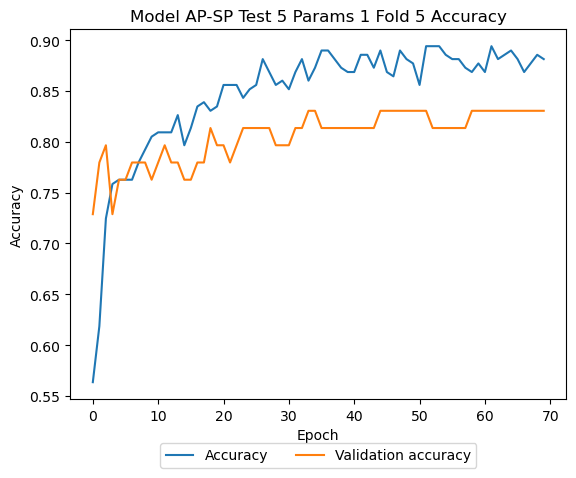 Model AP-SP Test 5 Params 1 Fold 5 Accuracy
0.90
0.85
0.80
0.75
0.70
0.65
0.60
0.55
Accuracy
0 10 20 30 40 50 60 70
Epoch
Accuracy Validation accuracy